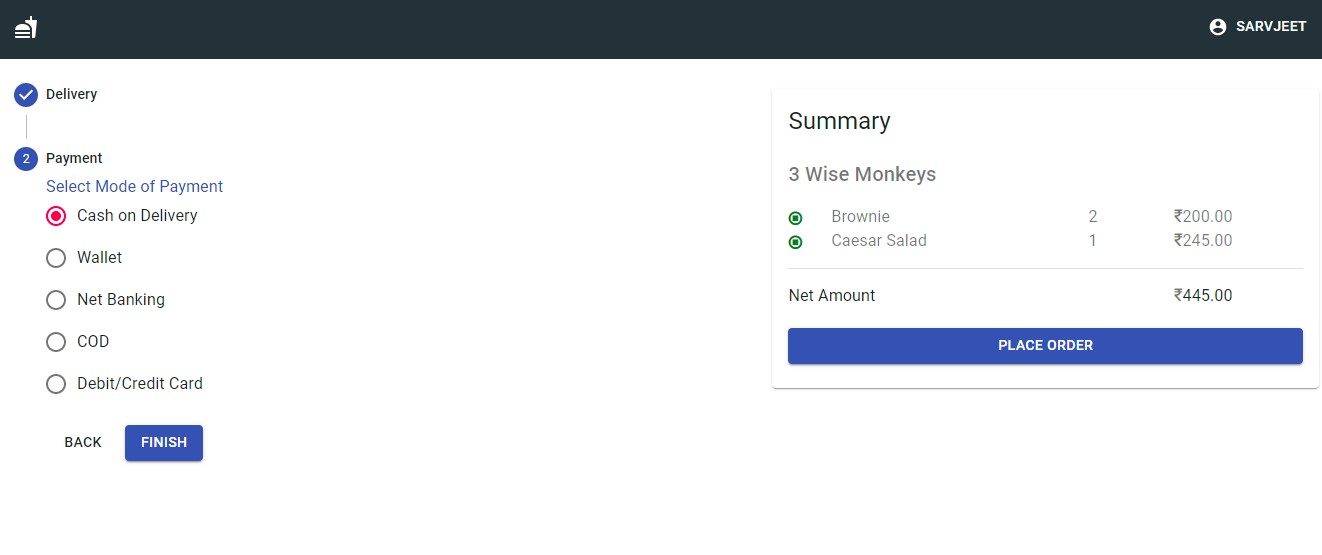 SARVJEET
Delivery
2 Payment
Select Mode of Payment
Cash on Delivery
Wallet
Net Banking
COD
Debit/Credit Card
BACK FINISH
Summary
3 Wise Monkeys
Brownie 2 ₹200.00
Caesar Salad 1 ₹245.00
Net Amount ₹445.00
PLACE ORDER